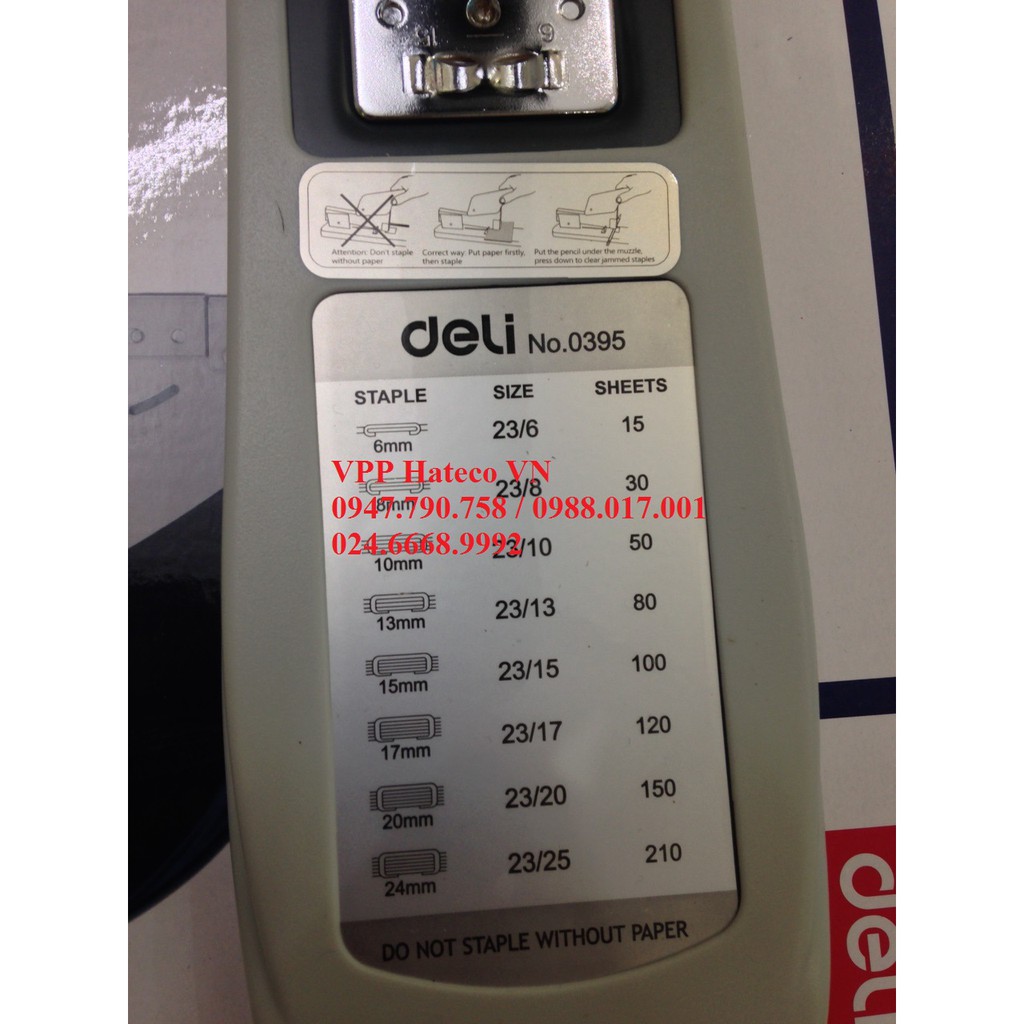 15 6
Attention: Don't staple without paper
Correct way: Put paper firstly, then staple
Put the pencil under the muzzle, press down to clear jammed staples
deli No.0395
STAPLE SIZE SHEETS
6mm 23/6 15
VPP Hateco VN
8mm 23/8 30
0947.790.758 / 0988.017.001
024.6668.9992
10mm 23/10 50
13mm 23/13 80
15mm 23/15 100
17mm 23/17 120
20mm 23/20 150
24mm 23/25 210
DO NOT STAPLE WITHOUT PAPER
deli